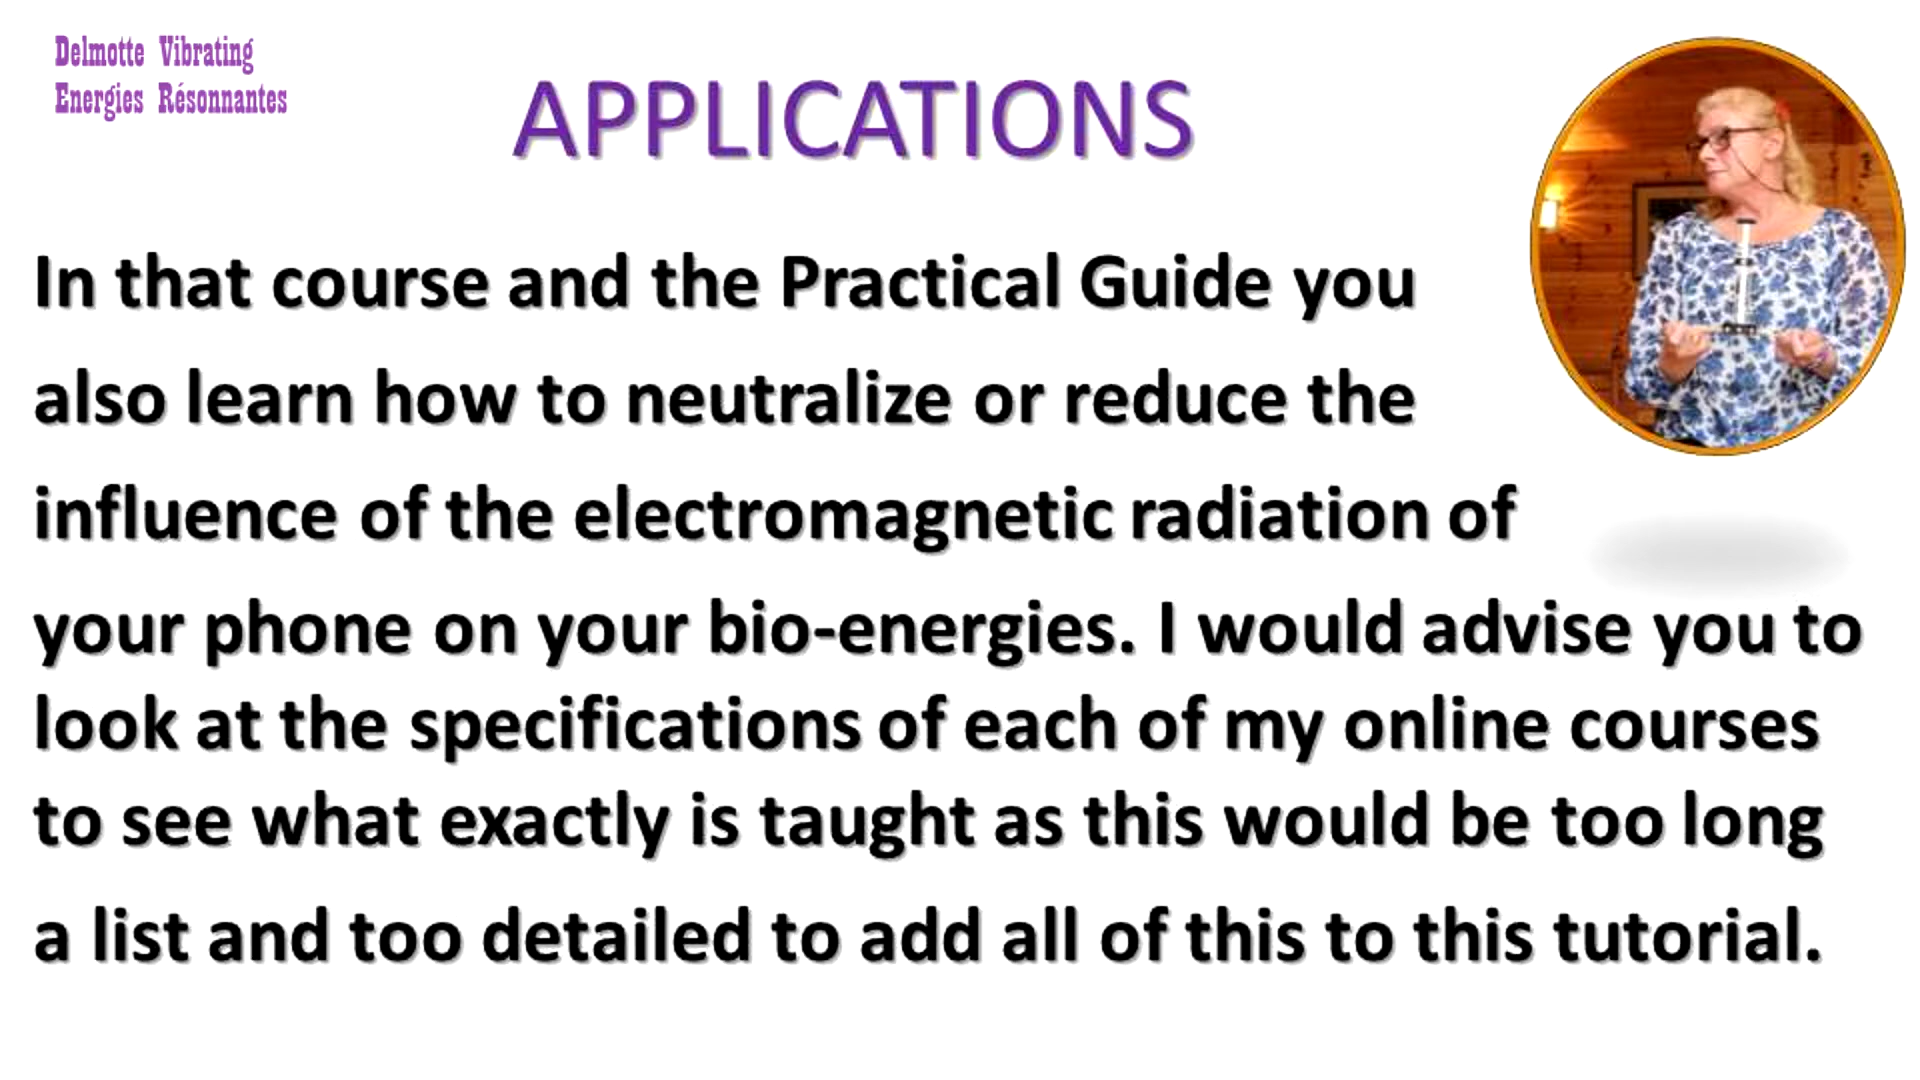 Delmotte Vibrating
Energies Résonnantes
APPLICATIONS
In that course and the Practical Guide you
also learn how to neutralize or reduce the
influence of the electromagnetic radiation of
your phone on your bio-energies. I would advise you to
look at the specifications of each of my online courses
to see what exactly is taught as this would be too long
a list and too detailed to add all of this to this tutorial.